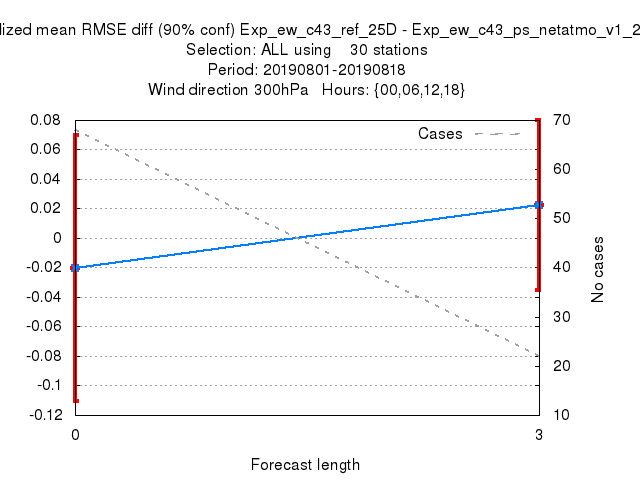 lized mean RMSE diff (90% conf) Exp_ew_c43_ref_25D - Exp_ew_c43_ps_netatmo_v1_2
Selection: ALL using    30 stations
Period: 20190801-20190818
Wind direction 300hPa   Hours: {00,06,12,18}
Cases
0.08
0.06
0.04
0.02
0
-0.02
-0.04
-0.06
-0.08
-0.1
-0.12
70
60
50
40
30
20
10
No cases
0
3
Forecast length